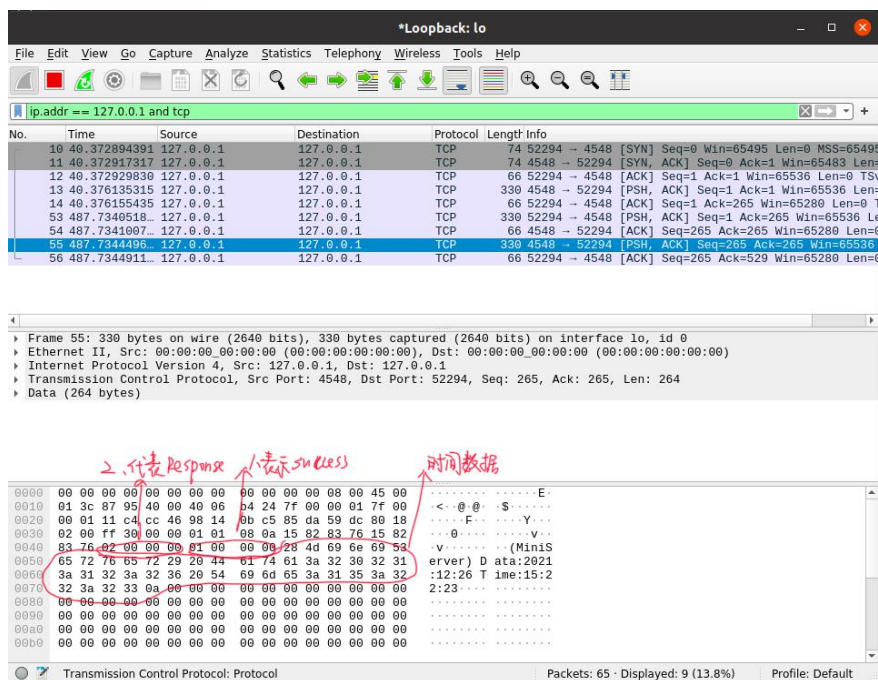 *Loopback: lo
File Edit View Go Capture Analyze Statistics Telephony Wireless Tools Help
ip.addr == 127.0.0.1 and tcp
No. Time Source Destination Protocol Length Info
10 40.372894391 127.0.0.1 127.0.0.1 TCP 74 52294 → 4548 [SYN] Seq=0 Win=65495 Len=0 MSS=65495
11 40.372917317 127.0.0.1 127.0.0.1 TCP 74 4548 → 52294 [SYN, ACK] Seq=0 Ack=1 Win=65483 Len=
12 40.372929830 127.0.0.1 127.0.0.1 TCP 66 52294 → 4548 [ACK] Seq=1 Ack=1 Win=65536 Len=0 TSv
13 40.376135315 127.0.0.1 127.0.0.1 TCP 330 4548 → 52294 [PSH, ACK] Seq=1 Ack=1 Win=65536 Len=
14 40.376155435 127.0.0.1 127.0.0.1 TCP 66 52294 → 4548 [ACK] Seq=1 Ack=265 Win=65280 Len=0 T
53 487.7340518… 127.0.0.1 127.0.0.1 TCP 330 52294 → 4548 [PSH, ACK] Seq=1 Ack=265 Win=65536 Le
54 487.7341007… 127.0.0.1 127.0.0.1 TCP 66 4548 → 52294 [ACK] Seq=265 Ack=265 Win=65280 Len=0
55 487.7344496… 127.0.0.1 127.0.0.1 TCP 330 4548 → 52294 [PSH, ACK] Seq=265 Ack=265 Win=65536
56 487.7344911… 127.0.0.1 127.0.0.1 TCP 66 52294 → 4548 [ACK] Seq=265 Ack=529 Win=65280 Len=0
Frame 55: 330 bytes on wire (2640 bits), 330 bytes captured (2640 bits) on interface lo, id 0
Ethernet II, Src: 00:00:00_00:00:00 (00:00:00:00:00:00), Dst: 00:00:00_00:00:00 (00:00:00:00:00:00)
Internet Protocol Version 4, Src: 127.0.0.1, Dst: 127.0.0.1
Transmission Control Protocol, Src Port: 4548, Dst Port: 52294, Seq: 265, Ack: 265, Len: 264
Data (264 bytes)
2、代表 Response 1、表示 success 时间数据
0000 00 00 00 00 00 00 00 00 00 00 00 00 08 00 45 00 ········ ······E·
0010 01 3c 87 95 40 00 40 06 b4 24 7f 00 00 01 7f 00 ·<··@·@· ·$······
0020 00 01 11 c4 cc 46 98 14 0b c5 85 da 59 dc 80 18 ·····F·· ····Y···
0030 02 00 ff 30 00 00 01 01 08 0a 15 82 83 76 15 82 ···0···· ·····v··
0040 83 76 02 00 00 00 01 00 00 00 28 4d 69 6e 69 53 ·v······ ··(MiniS
0050 65 72 76 65 72 29 20 44 61 74 61 3a 32 30 32 31 erver) D ata:2021
0060 3a 31 32 3a 32 36 20 54 69 6d 65 3a 31 35 3a 32 :12:26 T ime:15:2
0070 32 3a 32 33 0a 00 00 00 00 00 00 00 00 00 00 00 2:23···· ········
0080 00 00 00 00 00 00 00 00 00 00 00 00 00 00 00 00 ········ ········
0090 00 00 00 00 00 00 00 00 00 00 00 00 00 00 00 00 ········ ········
00a0 00 00 00 00 00 00 00 00 00 00 00 00 00 00 00 00 ········ ········
00b0 00 00 00 00 00 00 00 00 00 00 00 00 00 00 00 00 ········ ········
Transmission Control Protocol: Protocol Packets: 65 · Displayed: 9 (13.8%) Profile: Default